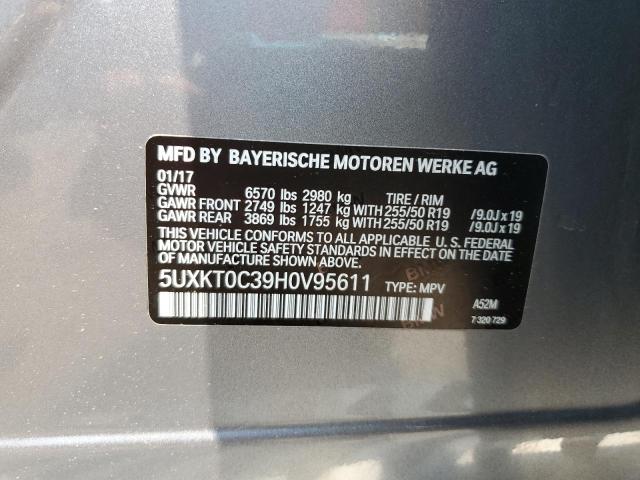 MFD BY BAYERISCHE MOTOREN WERKE AG
01/17
GVWR 6570 lbs 2980 kg TIRE / RIM
GAWR FRONT 2749 lbs 1247 kg WITH 255/50 R19 /9.0J x 19
GAWR REAR 3869 lbs 1755 kg WITH 255/50 R19 /9.0J x 19
THIS VEHICLE CONFORMS TO ALL APPLICABLE U. S. FEDERAL
MOTOR VEHICLE SAFETY STANDARDS
IN EFFECT ON THE DATE
OF MANUFACTURE SHOWN ABOVE.
5UXKT0C39H0V95611 TYPE: MPV
A52M
7 320 729